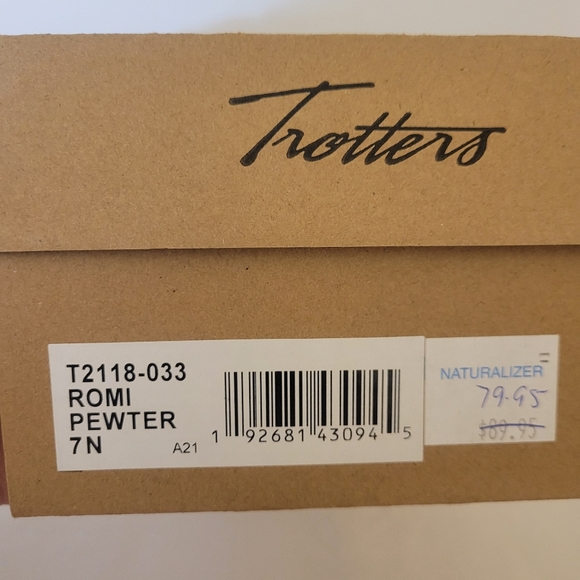 Trotters
T2118-033
ROMI
PEWTER
7N
A21
1 92681 43094 5
NATURALIZER
79.95
$89.95